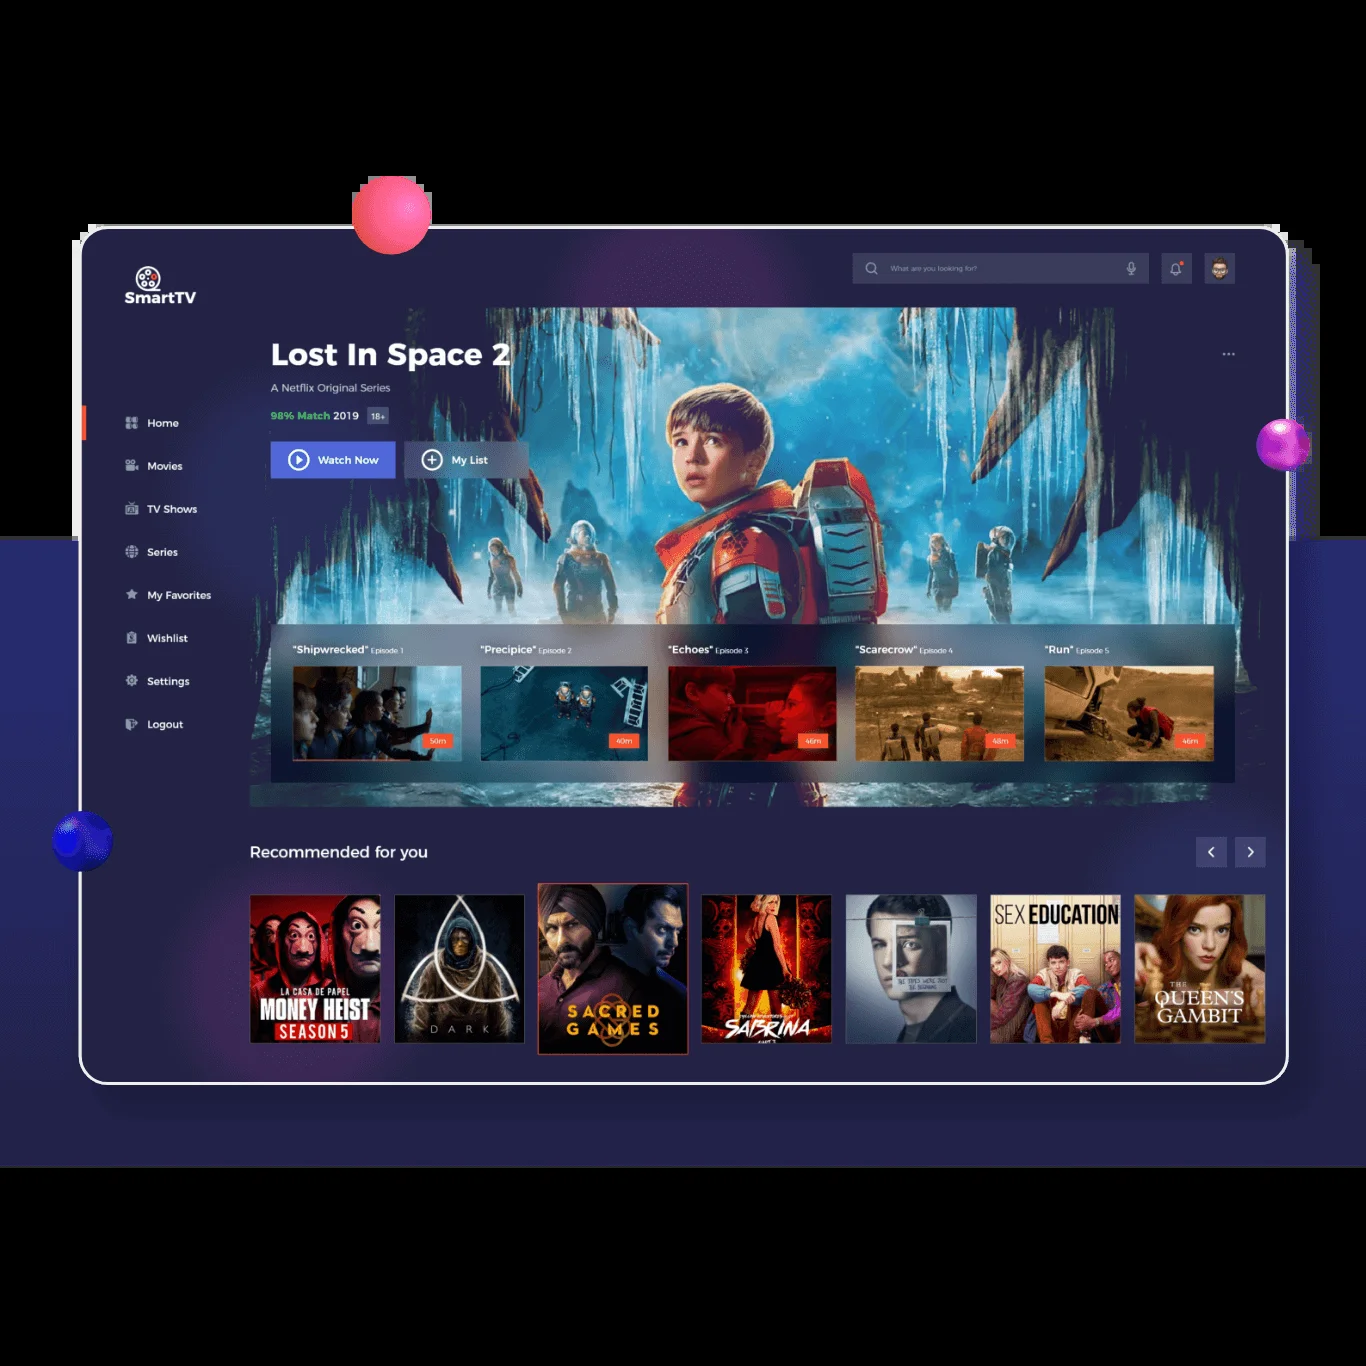 SmartTV
What are you looking for?
Home
Movies
TV Shows
Series
My Favorites
Wishlist
Settings
Logout
Lost In Space 2
A Netflix Original Series
98% Match 2019 18+
Watch Now
My List
"Shipwrecked" Episode 1
50m
"Precipice" Episode 2
40m
"Echoes" Episode 3
46m
"Scarecrow" Episode 4
48m
"Run" Episode 5
46m
Recommended for you
LA CASA DE PAPEL
MONEY HEIST
SEASON 5
DARK
SACRED
GAMES
SABRINA
SEX EDUCATION
THE
QUEEN'S
GAMBIT